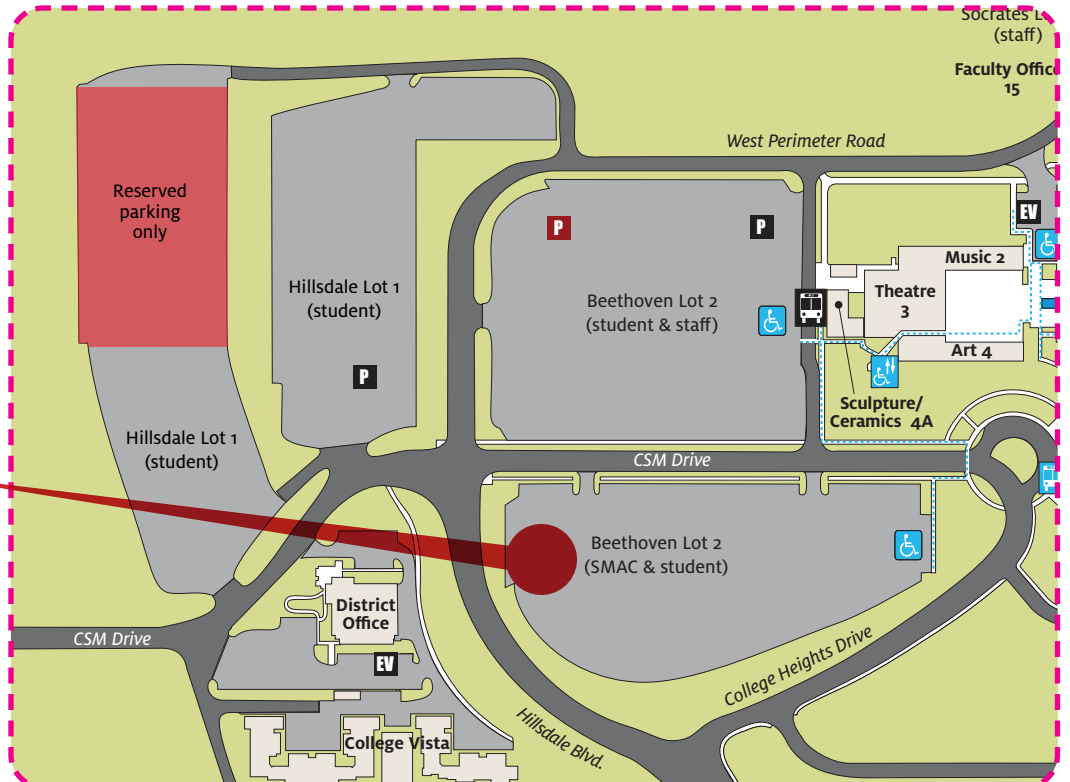 Socrates L
(staff)
Faculty Offic
15
West Perimeter Road
Reserved
parking
only
P
P
EV
Music 2
Hillsdale Lot 1
(student)
Beethoven Lot 2
(student & staff)
Theatre
3
Art 4
P
Sculpture/
Ceramics 4A
Hillsdale Lot 1
(student)
CSM Drive
Beethoven Lot 2
(SMAC & student)
District
Office
CSM Drive
EV
College Heights Drive
Hillsdale Blvd.
College Vista